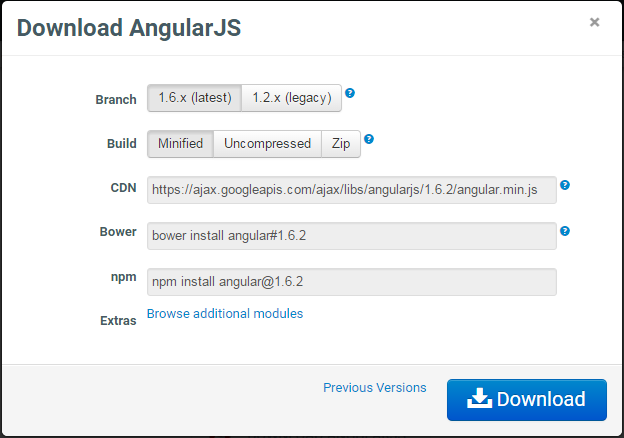 Download AngularJS ×
Branch 1.6.x (latest) 1.2.x (legacy) ?
Build Minified Uncompressed Zip ?
CDN https://ajax.googleapis.com/ajax/libs/angularjs/1.6.2/angular.min.js ?
Bower bower install angular#1.6.2 ?
npm npm install angular@1.6.2
Extras Browse additional modules
Previous Versions Download